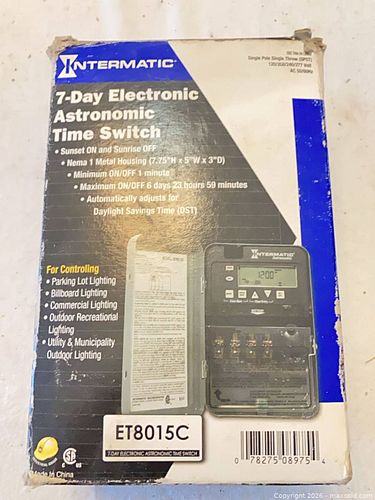 INTERMATIC®
Single Pole Single Throw (SPST)
120/208/240/277 Volt
AC 50/60Hz
7-Day Electronic
Astronomic
Time Switch
• Sunset ON and Sunrise OFF
• Nema 1 Metal Housing (7.75"H x 5"W x 3"D)
• Minimum ON/OFF 1 minute
• Maximum ON/OFF 6 days 23 hours 59 minutes
• Automatically adjusts for
Daylight Savings Time (DST)
For Controling
• Parking Lot Lighting
• Billboard Lighting
• Commercial Lighting
• Outdoor Recreational
Lighting
• Utility & Municipality
Outdoor Lighting
INTERMATIC
Astronomic
12:00
ET8015C
7-DAY ELECTRONIC ASTRONOMIC TIME SWITCH
Made in China
0 78275 08975 4
Copyright 2026 - www.maxsold.com